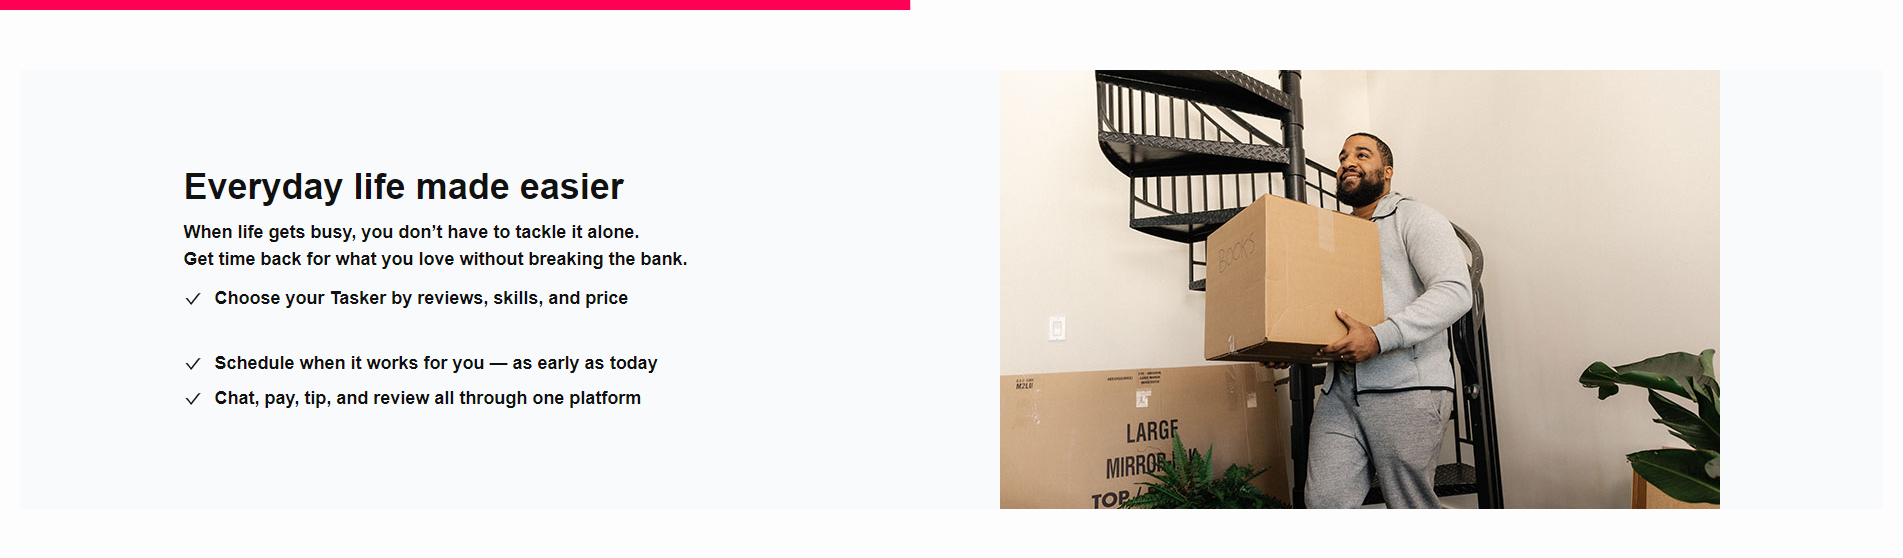 Everyday life made easier
When life gets busy, you don’t have to tackle it alone.
Get time back for what you love without breaking the bank.
Choose your Tasker by reviews, skills, and price
Schedule when it works for you — as early as today
Chat, pay, tip, and review all through one platform
BOOKS
LARGE
MIRROR
TOP